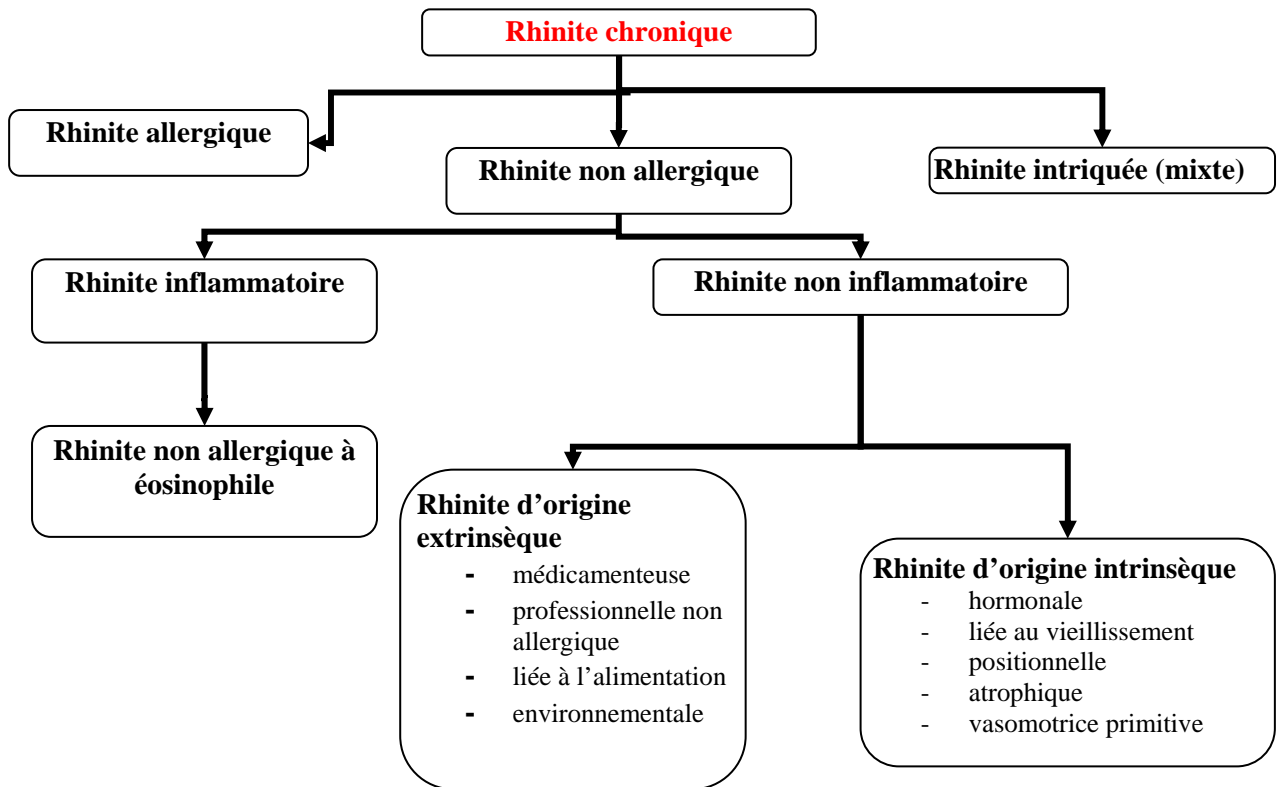 Rhinite chronique
Rhinite allergique
Rhinite non allergique
Rhinite intriquée (mixte)
Rhinite inflammatoire
Rhinite non inflammatoire
Rhinite non allergique à
éosinophile
Rhinite d’origine
extrinsèque
- médicamenteuse
- professionnelle non
allergique
- liée à l’alimentation
- environnementale
Rhinite d’origine intrinsèque
- hormonale
- liée au vieillissement
- positionnelle
- atrophique
- vasomotrice primitive